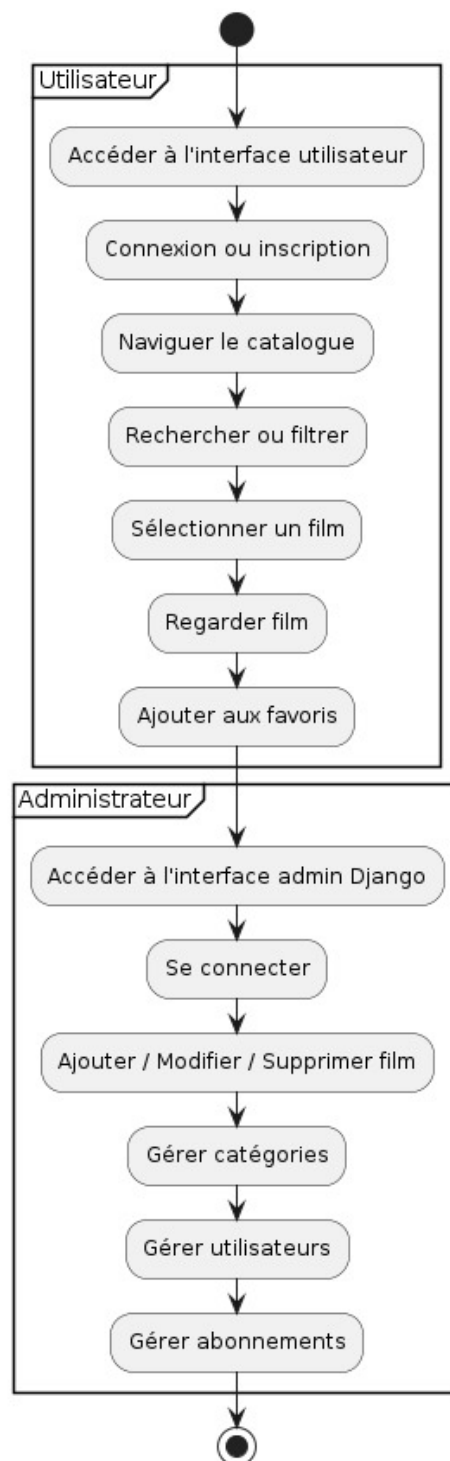 Utilisateur
Accéder à l'interface utilisateur
Connexion ou inscription
Naviguer le catalogue
Rechercher ou filtrer
Sélectionner un film
Regarder film
Ajouter aux favoris
Administrateur
Accéder à l'interface admin Django
Se connecter
Ajouter / Modifier / Supprimer film
Gérer catégories
Gérer utilisateurs
Gérer abonnements